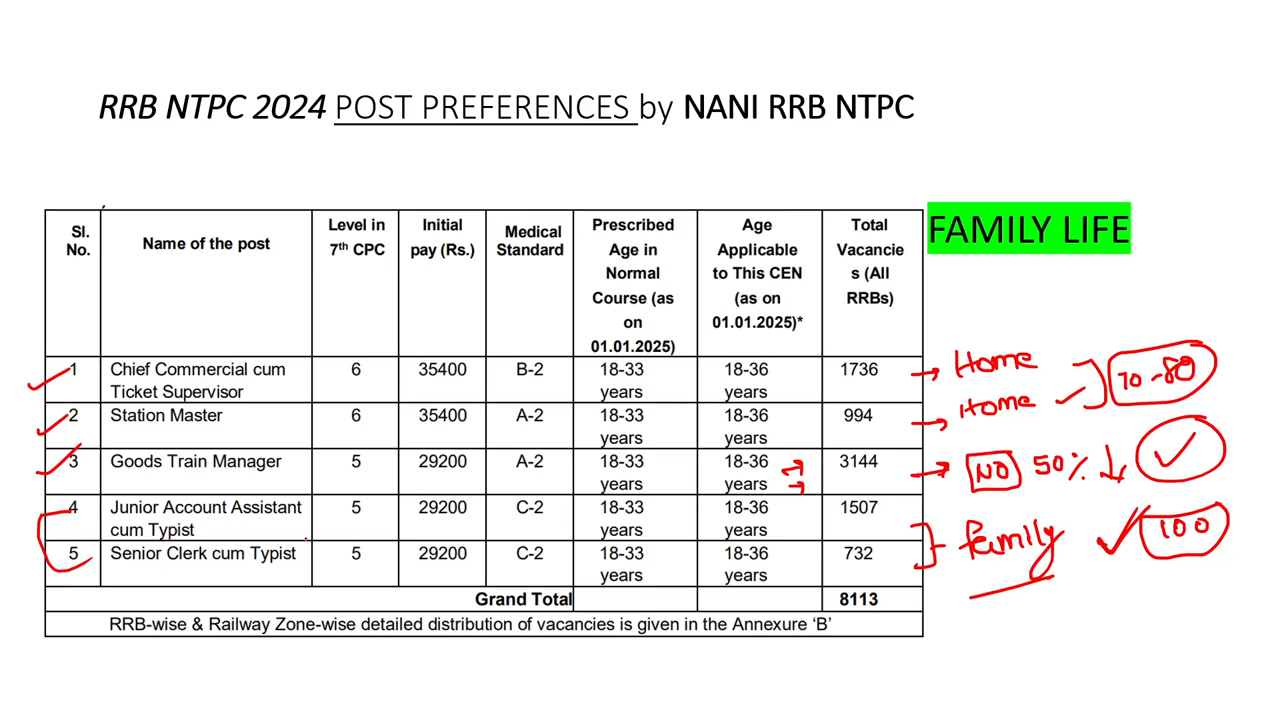 RRB NTPC 2024 POST PREFERENCES by NANI RRB NTPC
FAMILY LIFE
Sl. No. Name of the post Level in 7th CPC Initial pay (Rs.) Medical Standard Prescribed Age in Normal Course (as on 01.01.2025) Age Applicable to This CEN (as on 01.01.2025)* Total Vacancie s (All RRBs)
1 Chief Commercial cum Ticket Supervisor 6 35400 B-2 18-33 years 18-36 years 1736
2 Station Master 6 35400 A-2 18-33 years 18-36 years 994
3 Goods Train Manager 5 29200 A-2 18-33 years 18-36 years 3144
4 Junior Account Assistant cum Typist 5 29200 C-2 18-33 years 18-36 years 1507
5 Senior Clerk cum Typist 5 29200 C-2 18-33 years 18-36 years 732
Grand Total 8113
RRB-wise & Railway Zone-wise detailed distribution of vacancies is given in the Annexure ‘B’
Home
Home
70-80
NO 50%
family 100